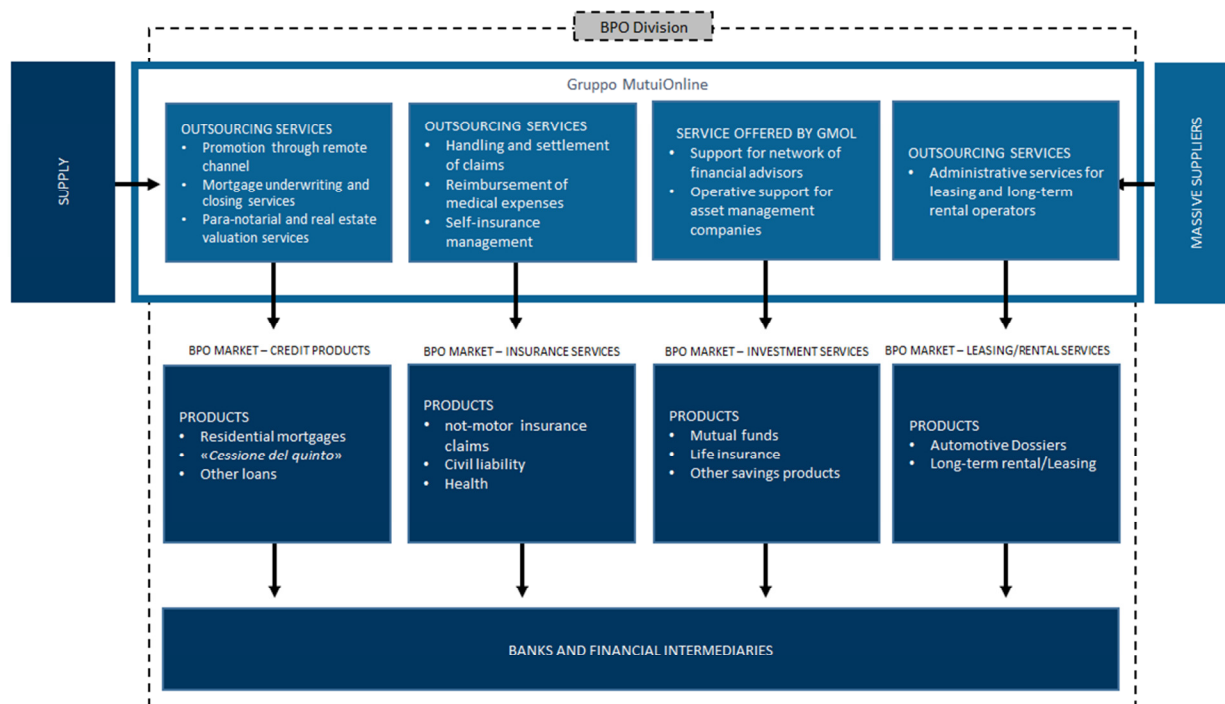 BPO Division
Gruppo MutuiOnline
SUPPLY
OUTSOURCING SERVICES
• Promotion through remote
channel
• Mortgage underwriting and
closing services
• Para-notarial and real estate
valuation services
OUTSOURCING SERVICES
• Handling and settlement
of claims
• Reimbursement of
medical expenses
• Self-insurance
management
SERVICE OFFERED BY GMOL
• Support for network of
financial advisors
• Operative support for
asset management
companies
OUTSOURCING SERVICES
• Administrative services for
leasing and long-term
rental operators
MASSIVE SUPPLIERS
BPO MARKET – CREDIT PRODUCTS
BPO MARKET – INSURANCE SERVICES
BPO MARKET – INVESTMENT SERVICES
BPO MARKET – LEASING/RENTAL SERVICES
PRODUCTS
• Residential mortgages
• «Cessione del quinto»
• Other loans
PRODUCTS
• not-motor insurance
claims
• Civil liability
• Health
PRODUCTS
• Mutual funds
• Life insurance
• Other savings products
PRODUCTS
• Automotive Dossiers
• Long-term rental/Leasing
BANKS AND FINANCIAL INTERMEDIARIES